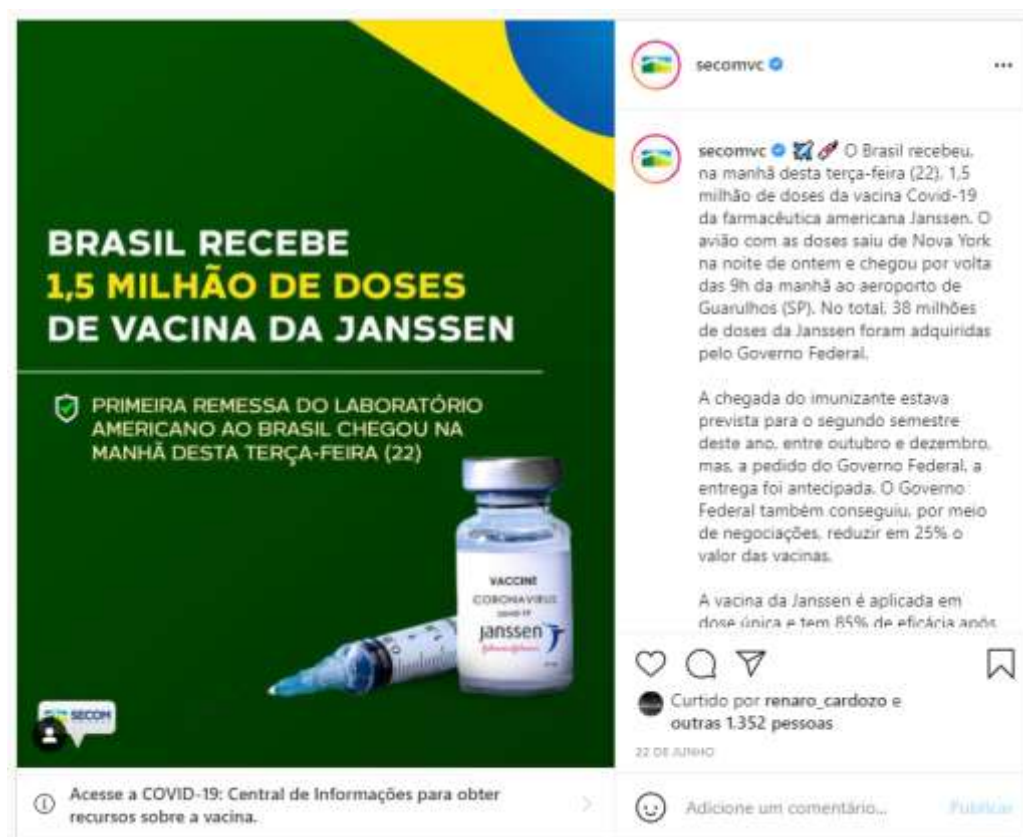 BRASIL RECEBE
1,5 MILHÃO DE DOSES
DE VACINA DA JANSSEN
PRIMEIRA REMESSA DO LABORATÓRIO
AMERICANO AO BRASIL CHEGOU NA
MANHÃ DESTA TERÇA-FEIRA (22)
VACCINE
CORONAVIRUS
COVID-19
Janssen
Johnson&Johnson
SECOM
Acesse a COVID-19: Central de Informações para obter
recursos sobre a vacina.
secomvc
secomvc O Brasil recebeu,
na manhã desta terça-feira (22), 1,5
milhão de doses da vacina Covid-19
da farmacêutica americana Janssen. O
avião com as doses saiu de Nova York
na noite de ontem e chegou por volta
das 9h da manhã ao aeroporto de
Guarulhos (SP). No total, 38 milhões
de doses da Janssen foram adquiridas
pelo Governo Federal.
A chegada do imunizante estava
prevista para o segundo semestre
deste ano, entre outubro e dezembro,
mas, a pedido do Governo Federal, a
entrega foi antecipada. O Governo
Federal também conseguiu, por meio
de negociações, reduzir em 25% o
valor das vacinas.
A vacina da Janssen é aplicada em
dose única e tem 85% de eficácia após
Curtido por renaro_cardozo e
outras 1.352 pessoas
22 DE JUNHO
Adicione um comentário...
Publicar